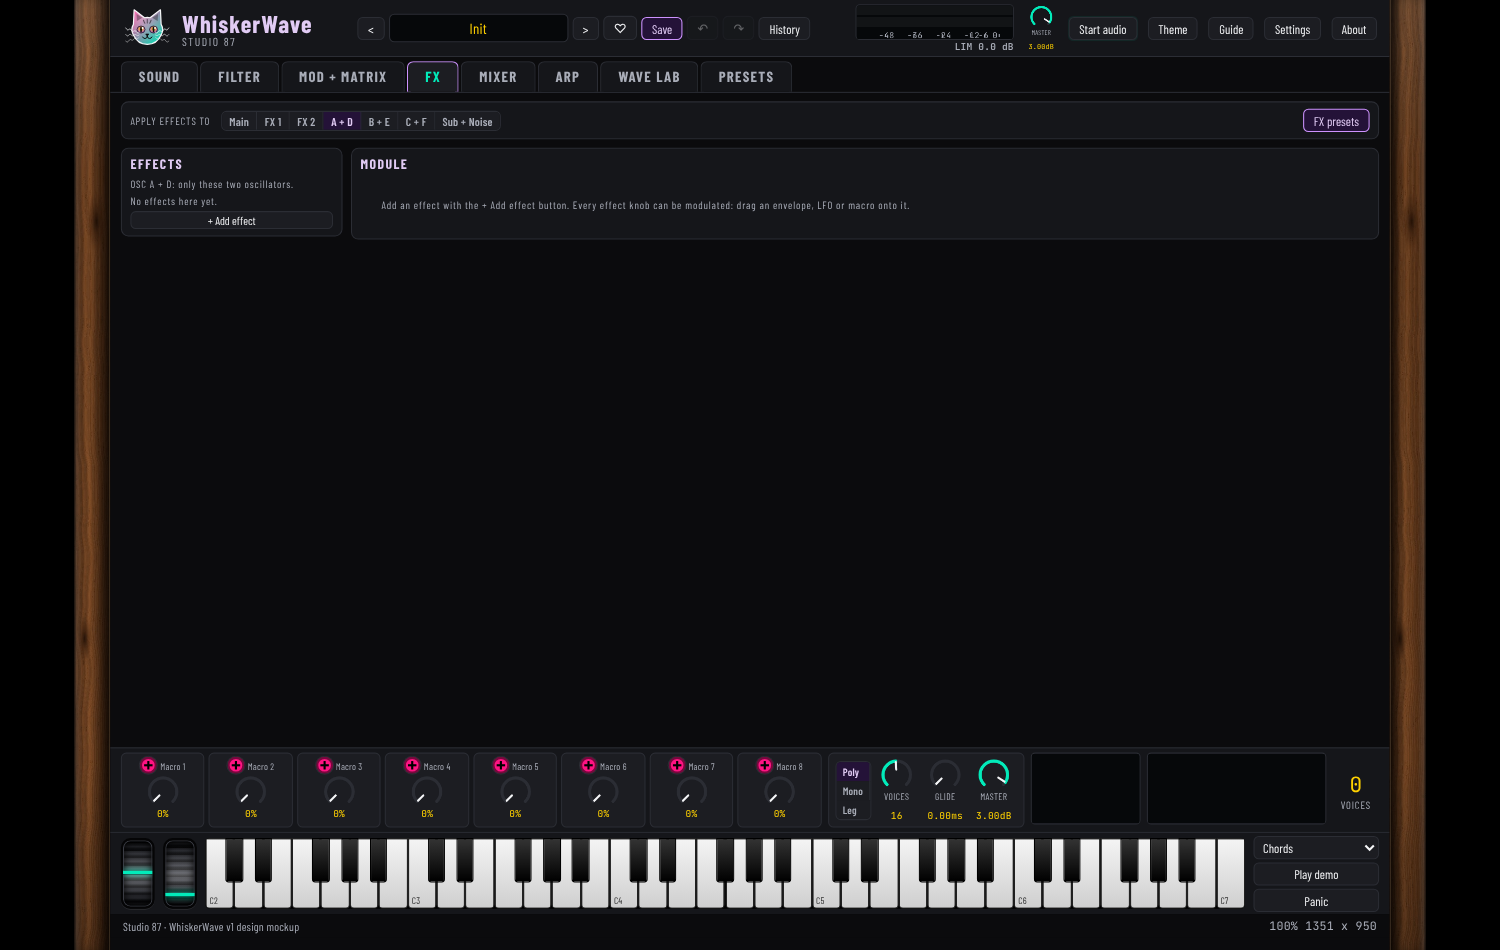 WhiskerWave
STUDIO 87
<
Init
>
♡
Save
↶
↷
History
LIM 0.0 dB
MASTER
3.00dB
Start audio
Theme
Guide
Settings
About
SOUND
FILTER
MOD + MATRIX
FX
MIXER
ARP
WAVE LAB
PRESETS
APPLY EFFECTS TO
Main
FX 1
FX 2
A + D
B + E
C + F
Sub + Noise
FX presets
EFFECTS
OSC A + D: only these two oscillators.
No effects here yet.
+ Add effect
MODULE
Add an effect with the + Add effect button. Every effect knob can be modulated: drag an envelope, LFO or macro onto it.
Macro 1
0%
Macro 2
0%
Macro 3
0%
Macro 4
0%
Macro 5
0%
Macro 6
0%
Macro 7
0%
Macro 8
0%
Poly
Mono
Leg
VOICES
16
GLIDE
0.00ms
MASTER
3.00dB
0
VOICES
C2
C3
C4
C5
C6
C7
Chords
Play demo
Panic
Studio 87 · WhiskerWave v1 design mockup
100% 1351 x 950